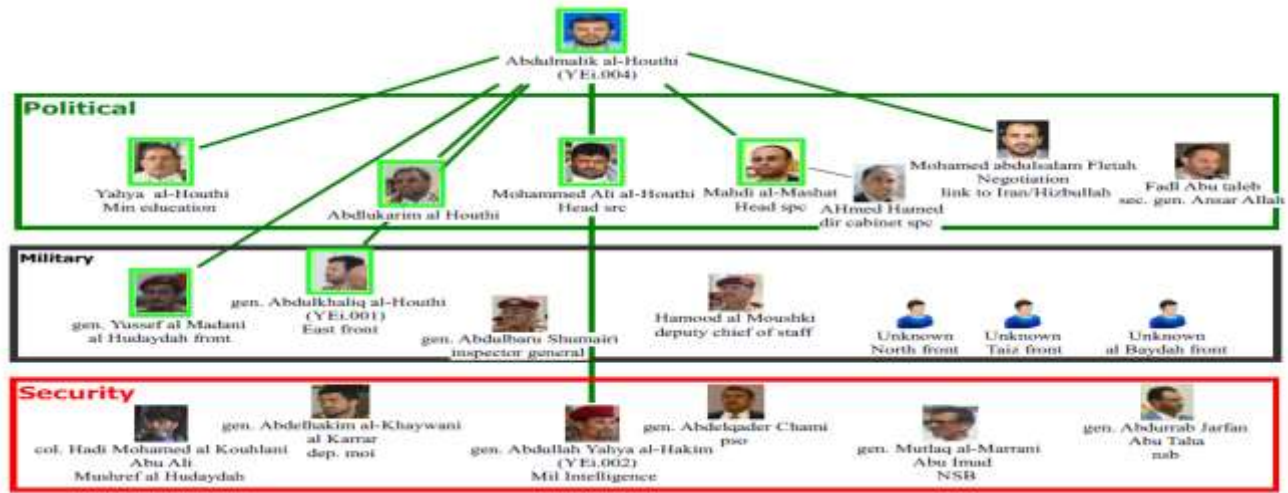 Abdulmalik al-Houthi
(YEi.004)
Political
Yahya al-Houthi
Min education
Abdlukarim al Houthi
Mohammed Ali al-Houthi
Head src
Mahdi al-Mashat
Head spc
AHmed Hamed
dir cabinet spc
Mohamed abdulsalam Fletah
Negotiation
link to Iran/Hizbullah
Fadl Abu taleb
sec. gen. Ansar Allah
Military
gen. Yussef al Madani
al Hudaydah front
gen. Abdulkhaliq al-Houthi
(YEi.001)
East front
gen. Abdulbaru Shumairi
inspector general
Hamood al Moushki
deputy chief of staff
Unknown
North front
Unknown
Taiz front
Unknown
al Baydah front
Security
col. Hadi Mohamed al Kouhlani
Abu Ali
Mushref al Hudaydah
gen. Abdelhakim al-Khaywani
al Karrar
dep. moi
gen. Abdullah Yahya al-Hakim
(YEi.002)
Mil Intelligence
gen. Abdelqader Chami
pso
gen. Mutlaq al-Marrani
Abu Imad
NSB
gen. Abdurrab Jarfan
Abu Taha
nsb